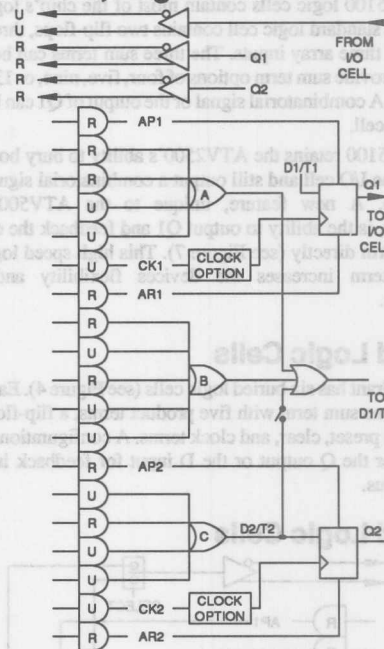 U
U
R
R
R
R
FROM
I/O
CELL
Q1
Q2
R AP1
U
D1/T1
R A
Q1
U
TO
I/O
CELL
R
CLOCK
OPTION
U CK1
R AR1
R
U
R B
TO
D1/T
U
R
R AP2
U
R
C D2/T2 Q2
U
U
U CK2 CLOCK
OPTION
R AR2